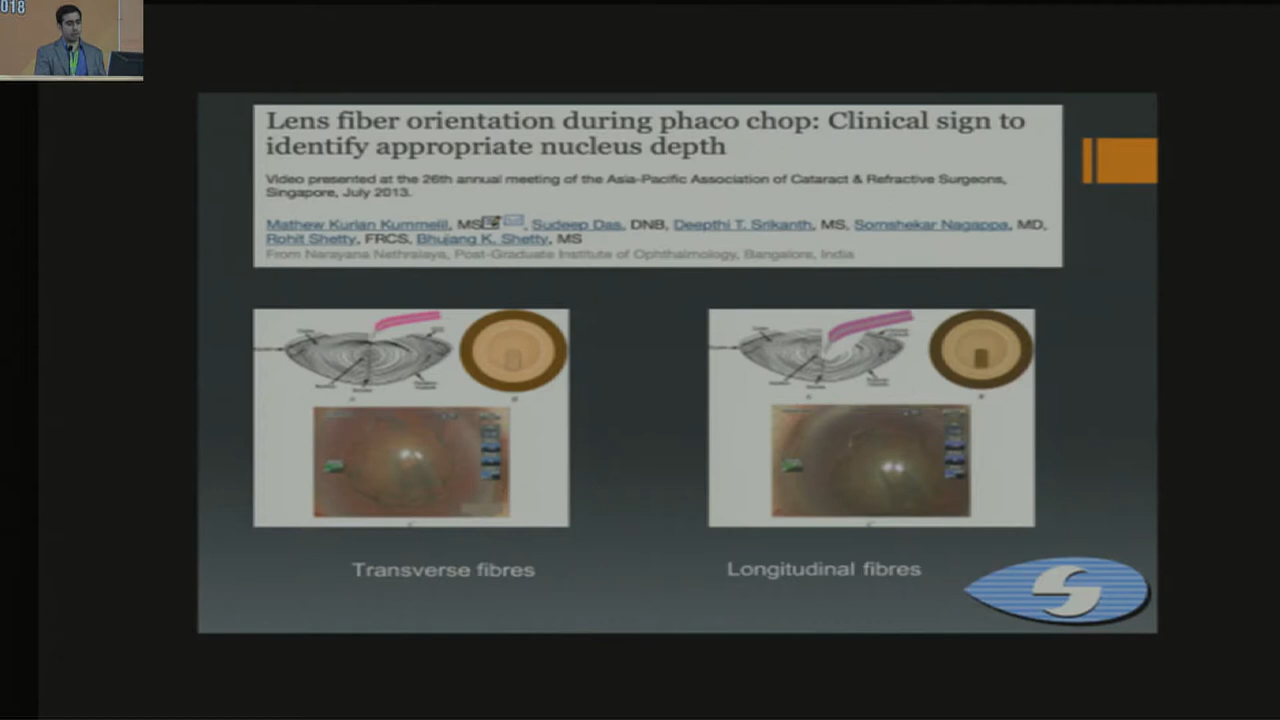 018
Lens fiber orientation during phaco chop: Clinical sign to
identify appropriate nucleus depth
Video presented at the 26th annual meeting of the Asia-Pacific Association of Cataract & Refractive Surgeons,
Singapore, July 2013.
Mathew Kurian Kummelil, MS, Sudeep Das, DNB, Deepthi T. Srikanth, MS, Somshekar Nagappa, MD,
Rohit Shetty, FRCS, Bhujang K. Shetty, MS
From Narayana Nethralaya, Post-Graduate Institute of Ophthalmology, Bangalore, India
Transverse fibres
Longitudinal fibres
S